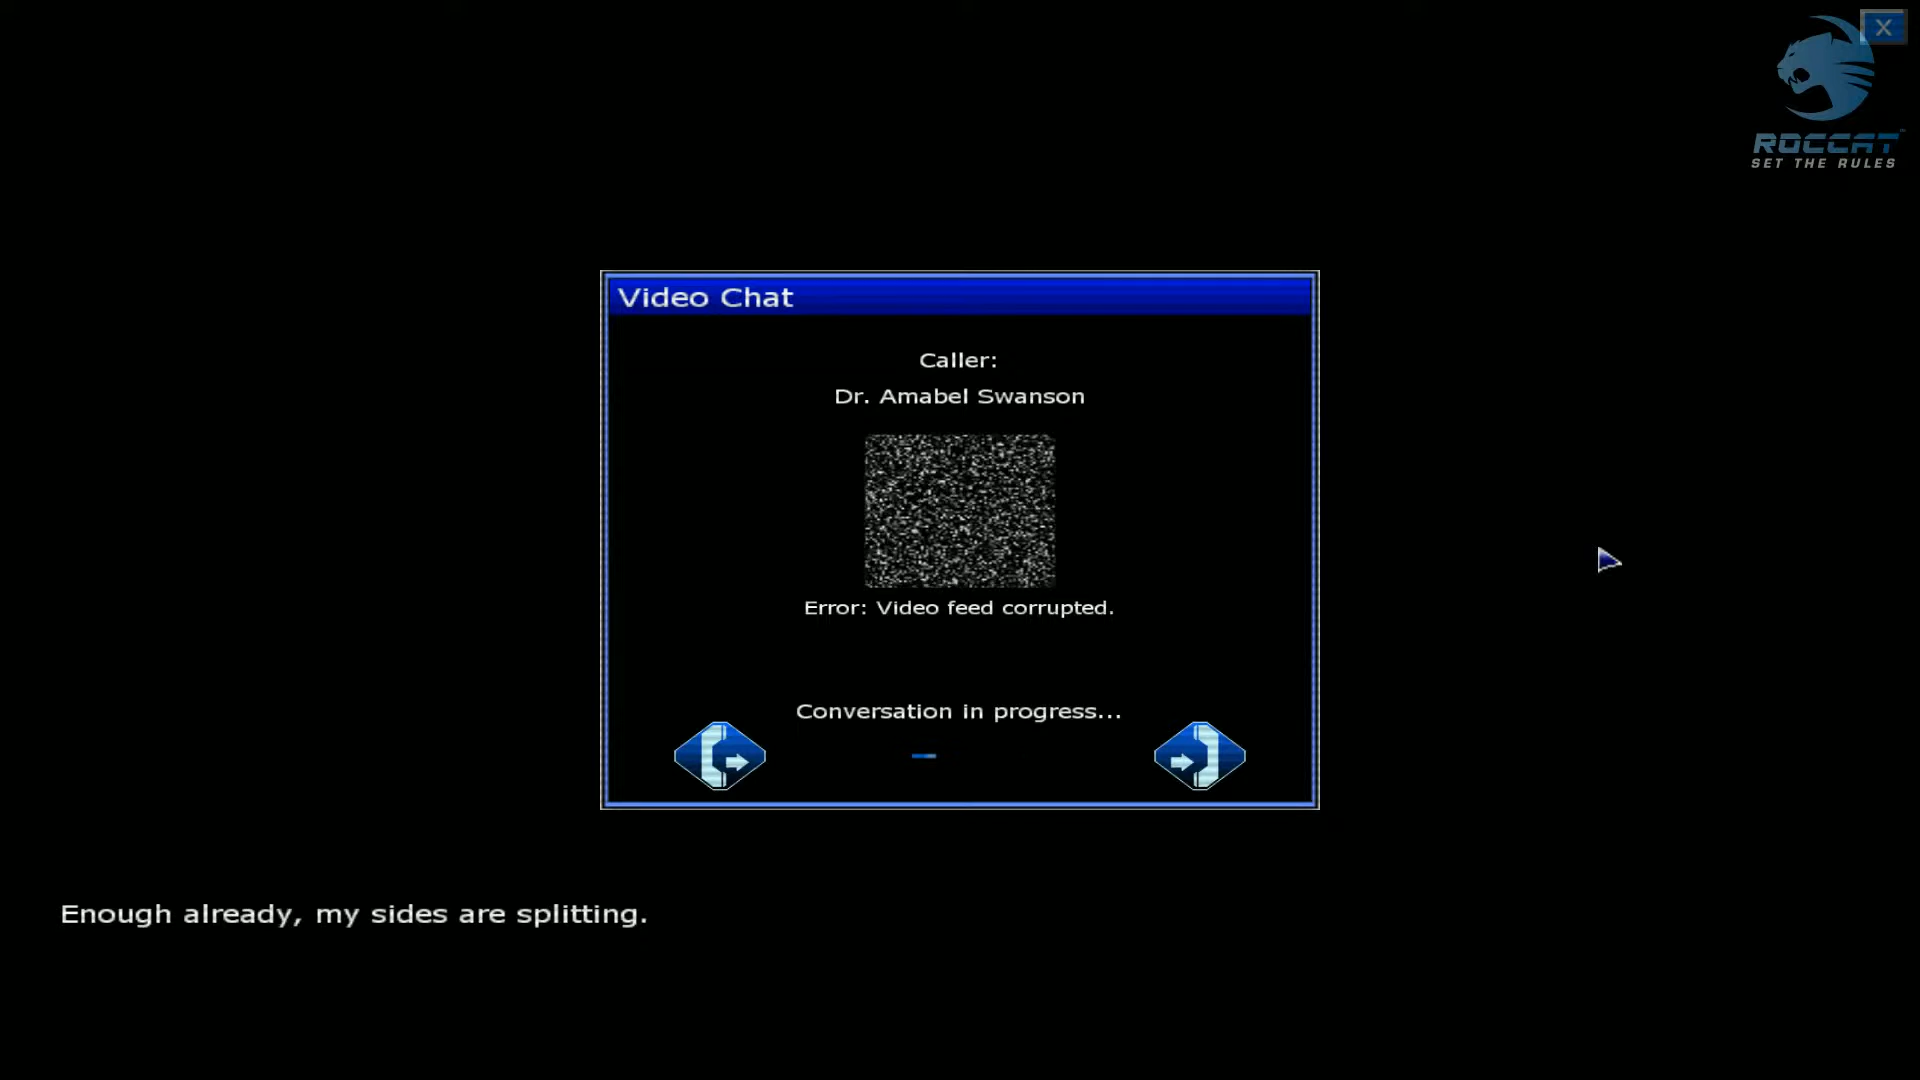 X
ROCCAT™
SET THE RULES
Video Chat
Caller:
Dr. Amabel Swanson
Error: Video feed corrupted.
Conversation in progress...
Enough already, my sides are splitting.